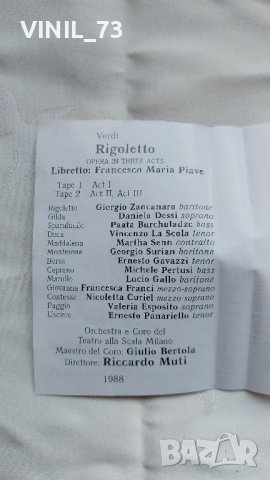 VINIL_73
Verdi
Rigoletto
OPERA IN THREE ACTS
Libretto: Francesco Maria Piave
Tape 1 Act I
Tape 2 Act II, Act III
Rigoletto Giorgio Zancanaro baritone
Gilda Daniela Dessi soprano
Sparafucile Paata Burchuladze bass
Duca Vincenzo La Scola tenor
Maddalena Martha Senn contralto
Monterone Giorgio Surian baritone
Borsa Ernesto Gavazzi tenor
Ceprano Michele Pertusi bass
Marullo Lucio Gallo baritone
Giovanna Francesca Franci mezzo-soprano
Contessa Nicoletta Curiel mezzo-soprano
Paggio Valeria Esposito soprano
Usciere Ernesto Panariello tenor
Orchestra e Coro del
Teatro alla Scala Milano
Maestro del Coro: Giulio Bertola
Direttore: Riccardo Muti
1988
BAZAR
bg